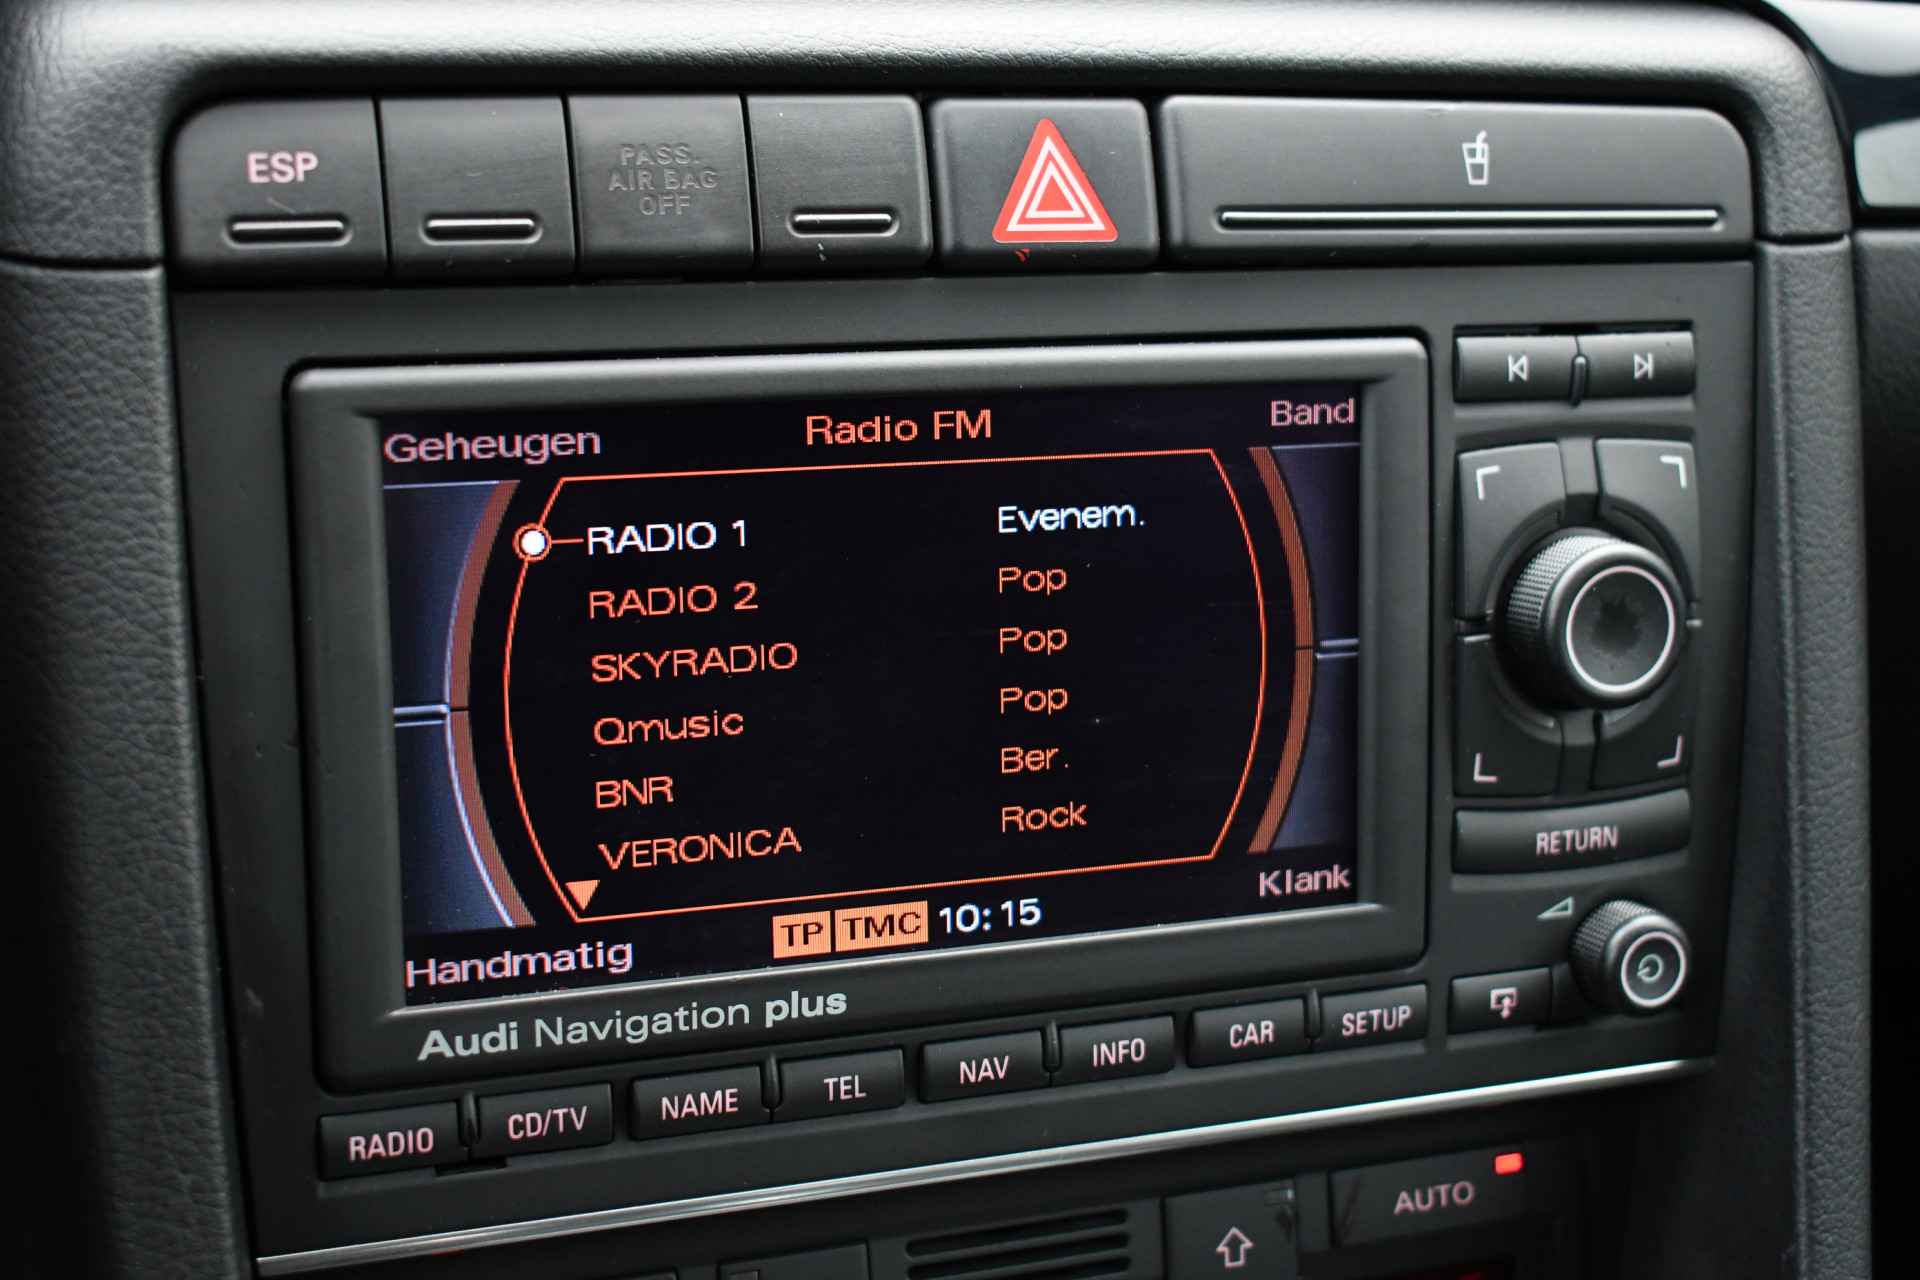 ESP
PASS.
AIR BAG
OFF
Geheugen
Radio FM
Band
RADIO 1 Evenem.
RADIO 2 Pop
SKYRADIO Pop
Qmusic Pop
BNR Ber.
VERONICA Rock
Handmatig
TP TMC 10:15
Klank
Audi Navigation plus
RETURN
RADIO
CD/TV
NAME
TEL
NAV
INFO
CAR
SETUP
AUTO